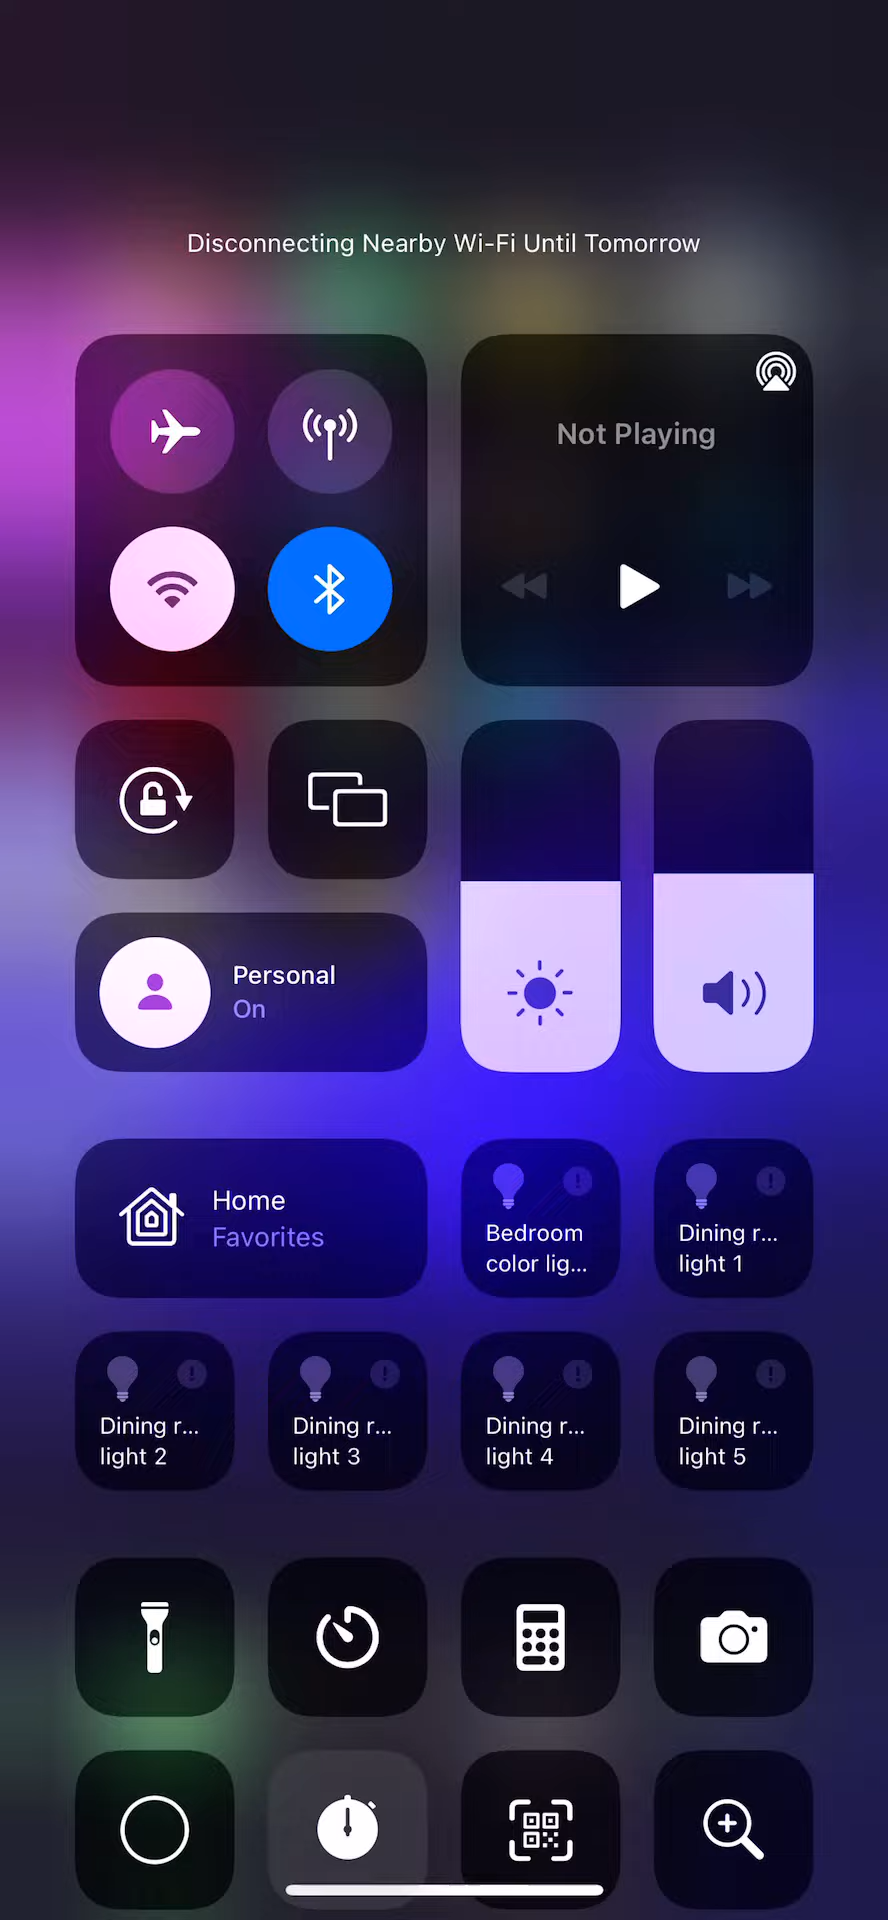 Disconnecting Nearby Wi-Fi Until Tomorrow
Not Playing
Personal
On
Home
Favorites
Bedroom
color lig...
Dining r...
light 1
Dining r...
light 2
Dining r...
light 3
Dining r...
light 4
Dining r...
light 5